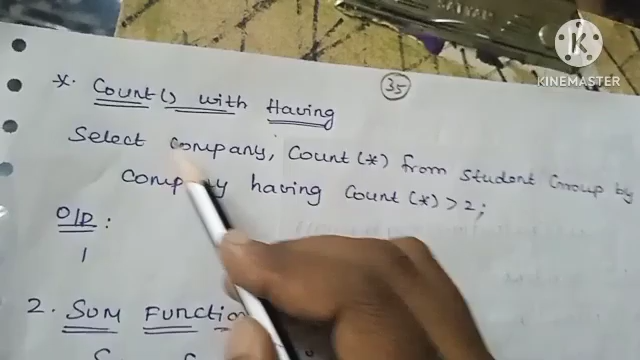 KINEMASTER
35
* Count() with Having
Select Company, Count (*) from Student Group by
Company having Count (*) > 2;
O/P:
1
2. Sum Function